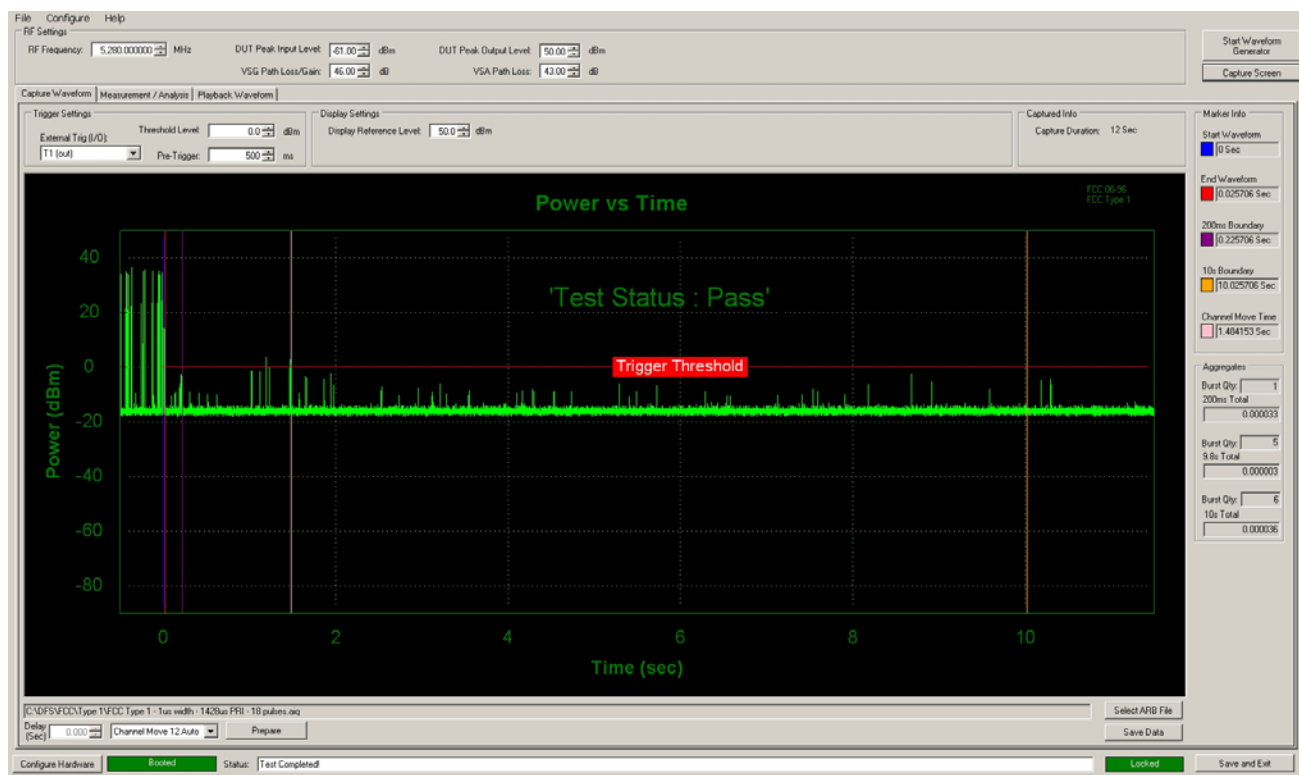 File Configure Help
RF Settings
RF Frequency: 5,280.000000 MHz DUT Peak Input Level: -61.00 dBm DUT Peak Output Level: 50.00 dBm
VSG Path Loss/Gain: 46.00 dB VSA Path Loss: 43.00 dB
Start Waveform
Generator
Capture Screen
Capture Waveform Measurement / Analysis Playback Waveform
Trigger Settings
External Trig (I/O):
T1 (out)
Threshold Level: 0.0 dBm
Pre-Trigger: 500 ms
Display Settings
Display Reference Level: 50.0 dBm
Captured Info
Capture Duration: 12 Sec
Marker Info
Start Waveform
0 Sec
End Waveform
0.025706 Sec
200ms Boundary
0.225706 Sec
10s Boundary
10.025706 Sec
Channel Move Time
1.484153 Sec
Aggregates
Burst Qty: 1
200ms Total
0.000033
Burst Qty: 5
9.8s Total
0.000003
Burst Qty: 6
10s Total
0.000036
Power vs Time
FCC 06-96
FCC Type 1
'Test Status : Pass'
Trigger Threshold
Power (dBm)
40
20
0
-20
-40
-60
-80
0 2 4 6 8 10
Time (sec)
C:\DFS\FCC\Type 1\FCC Type 1 - 1us width - 1428us PRI - 18 pulses.aiq
Select ARB File
Delay
(Sec) 0.000 Channel Move 12 Auto Prepare
Save Data
Configure Hardware Booted Status: Test Completed! Locked Save and Exit